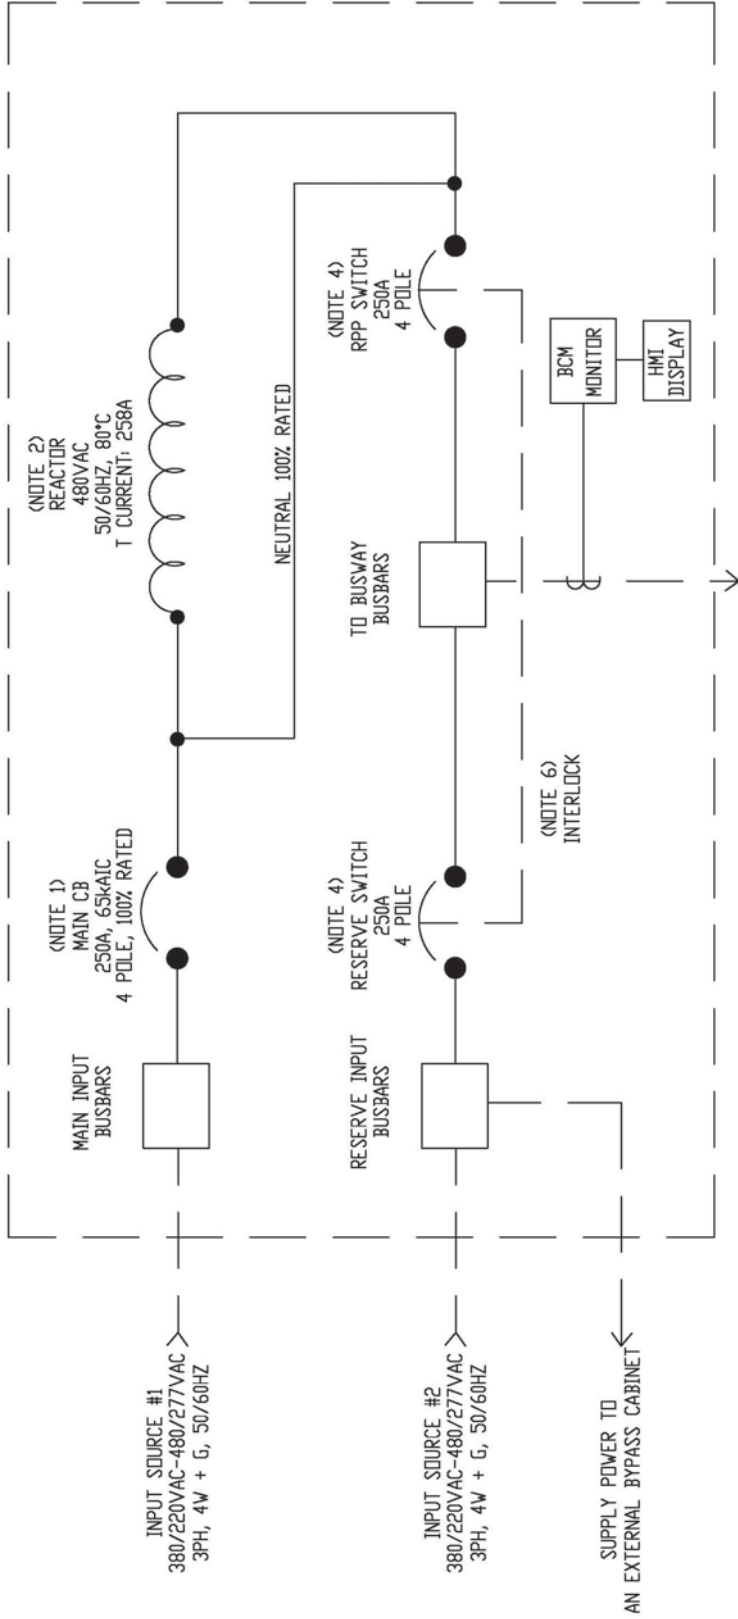 INPUT SOURCE #1
380/220VAC-480/277VAC
3PH, 4W + G, 50/60HZ
MAIN INPUT
BUSBARS
(NOTE 1)
MAIN CB
250A, 65kAIC
4 POLE, 100% RATED
(NOTE 2)
REACTOR
480VAC
50/60HZ, 80°C
T CURRENT: 258A
NEUTRAL 100% RATED
INPUT SOURCE #2
380/220VAC-480/277VAC
3PH, 4W + G, 50/60HZ
RESERVE INPUT
BUSBARS
(NOTE 4)
RESERVE SWITCH
250A
4 POLE
TO BUSWAY
BUSBARS
(NOTE 4)
RPP SWITCH
250A
4 POLE
(NOTE 6)
INTERLOCK
BCM
MONITOR
HMI
DISPLAY
SUPPLY POWER TO
AN EXTERNAL BYPASS CABINET